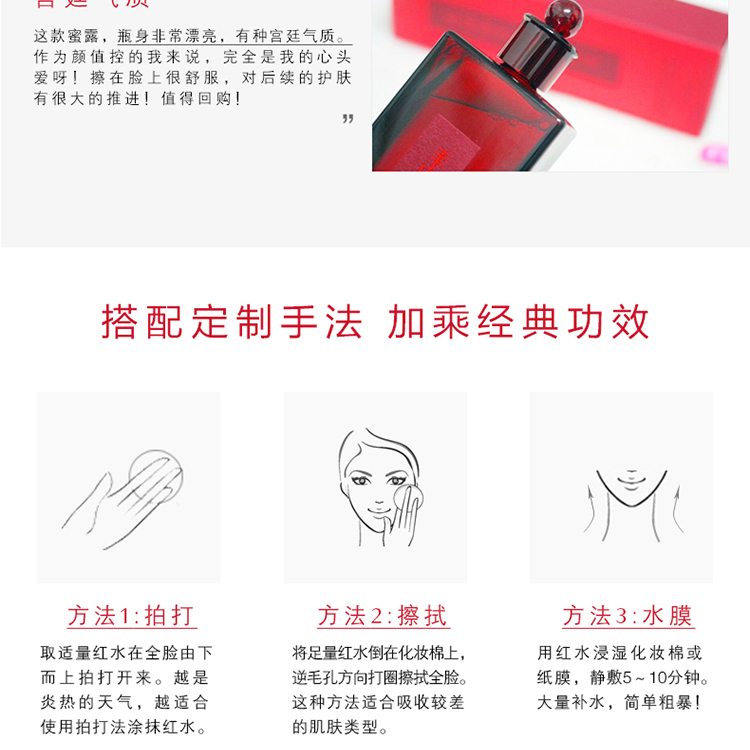 宫廷气质
这款蜜露，瓶身非常漂亮，有种宫廷气质。
作为颜值控的我来说，完全是我的心头
爱呀！擦在脸上很舒服，对后续的护肤
有很大的推进！值得回购！
”
搭配定制手法 加乘经典功效
方法1:拍打
取适量红水在全脸由下
而上拍打开来。越是
炎热的天气，越适合
使用拍打法涂抹红水。
方法2:擦拭
将足量红水倒在化妆棉上，
逆毛孔方向打圈擦拭全脸。
这种方法适合吸收较差
的肌肤类型。
方法3:水膜
用红水浸湿化妆棉或
纸膜，静敷5~10分钟。
大量补水，简单粗暴！